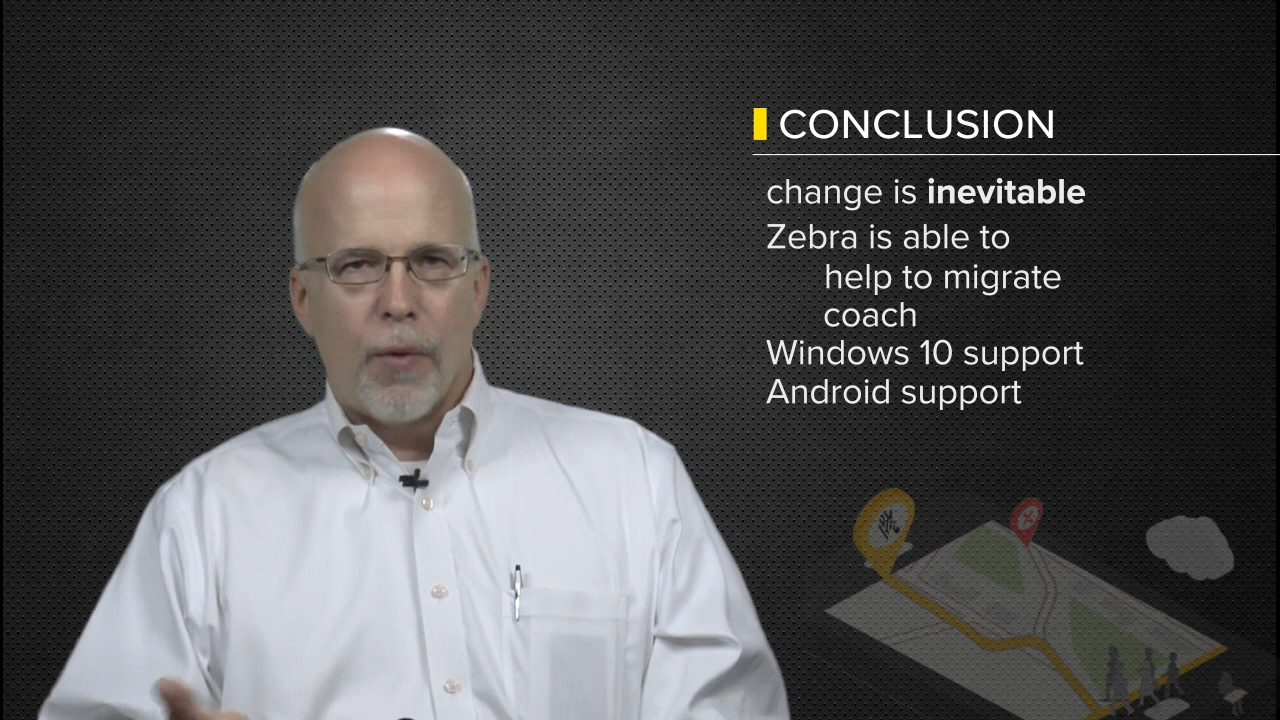 CONCLUSION
change is inevitable
Zebra is able to
help to migrate
coach
Windows 10 support
Android support